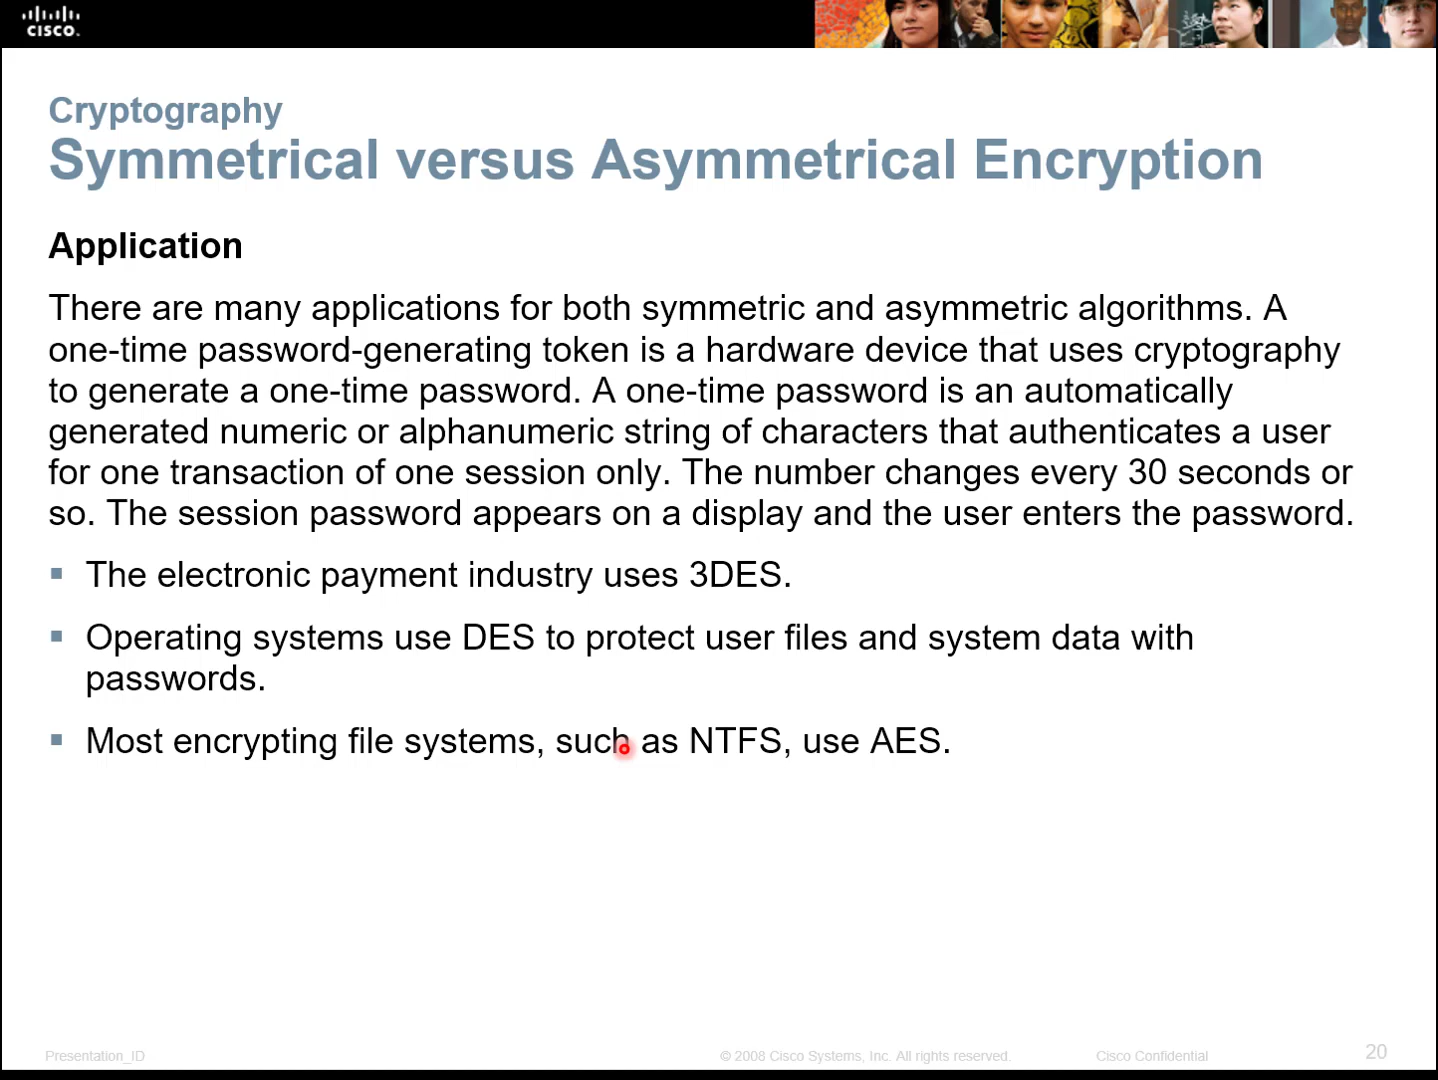 CISCO.
Cryptography
Symmetrical versus Asymmetrical Encryption
Application
There are many applications for both symmetric and asymmetric algorithms. A
one-time password-generating token is a hardware device that uses cryptography
to generate a one-time password. A one-time password is an automatically
generated numeric or alphanumeric string of characters that authenticates a user
for one transaction of one session only. The number changes every 30 seconds or
so. The session password appears on a display and the user enters the password.
▪ The electronic payment industry uses 3DES.
▪ Operating systems use DES to protect user files and system data with
passwords.
▪ Most encrypting file systems, such as NTFS, use AES.
Presentation_ID © 2008 Cisco Systems, Inc. All rights reserved. Cisco Confidential 20